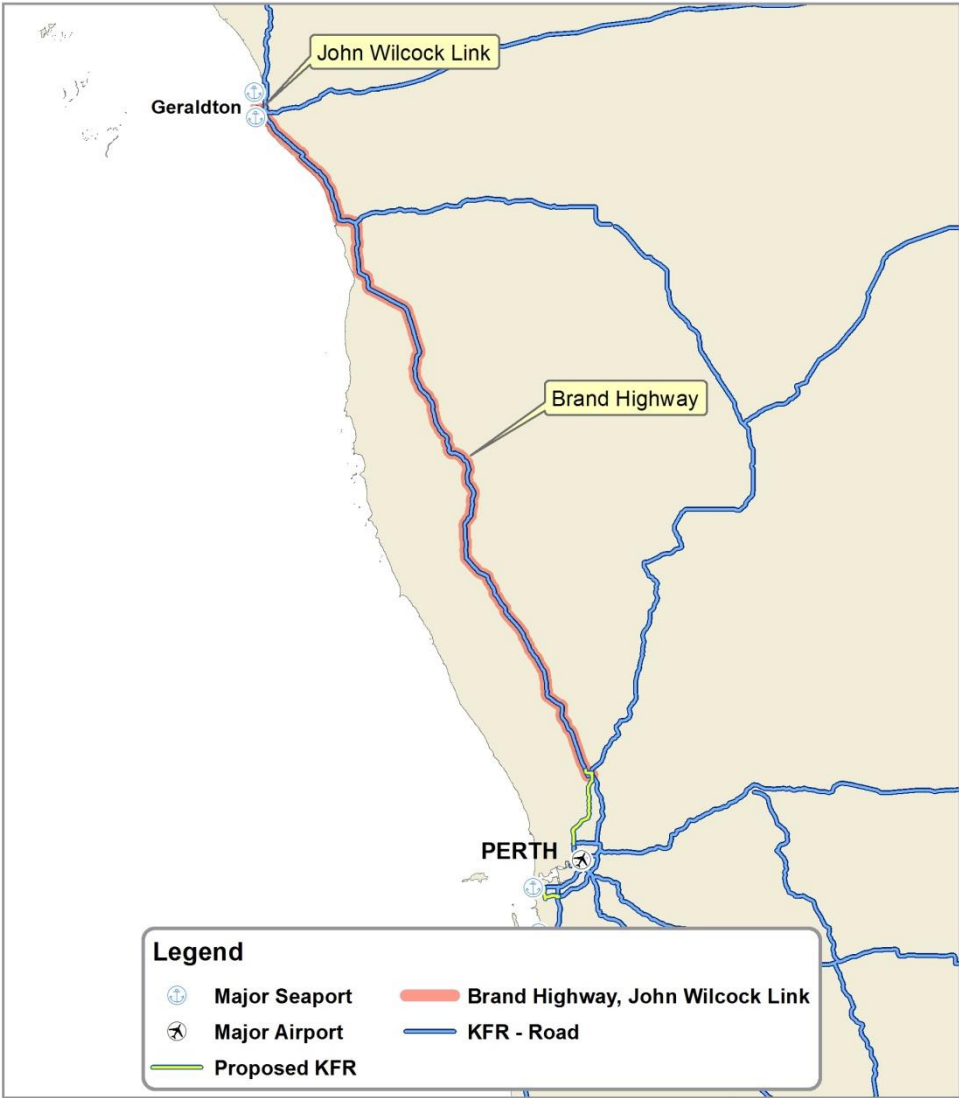 John Wilcock Link
Geraldton
Brand Highway
PERTH
Legend
Major Seaport
Brand Highway, John Wilcock Link
Major Airport
KFR - Road
Proposed KFR